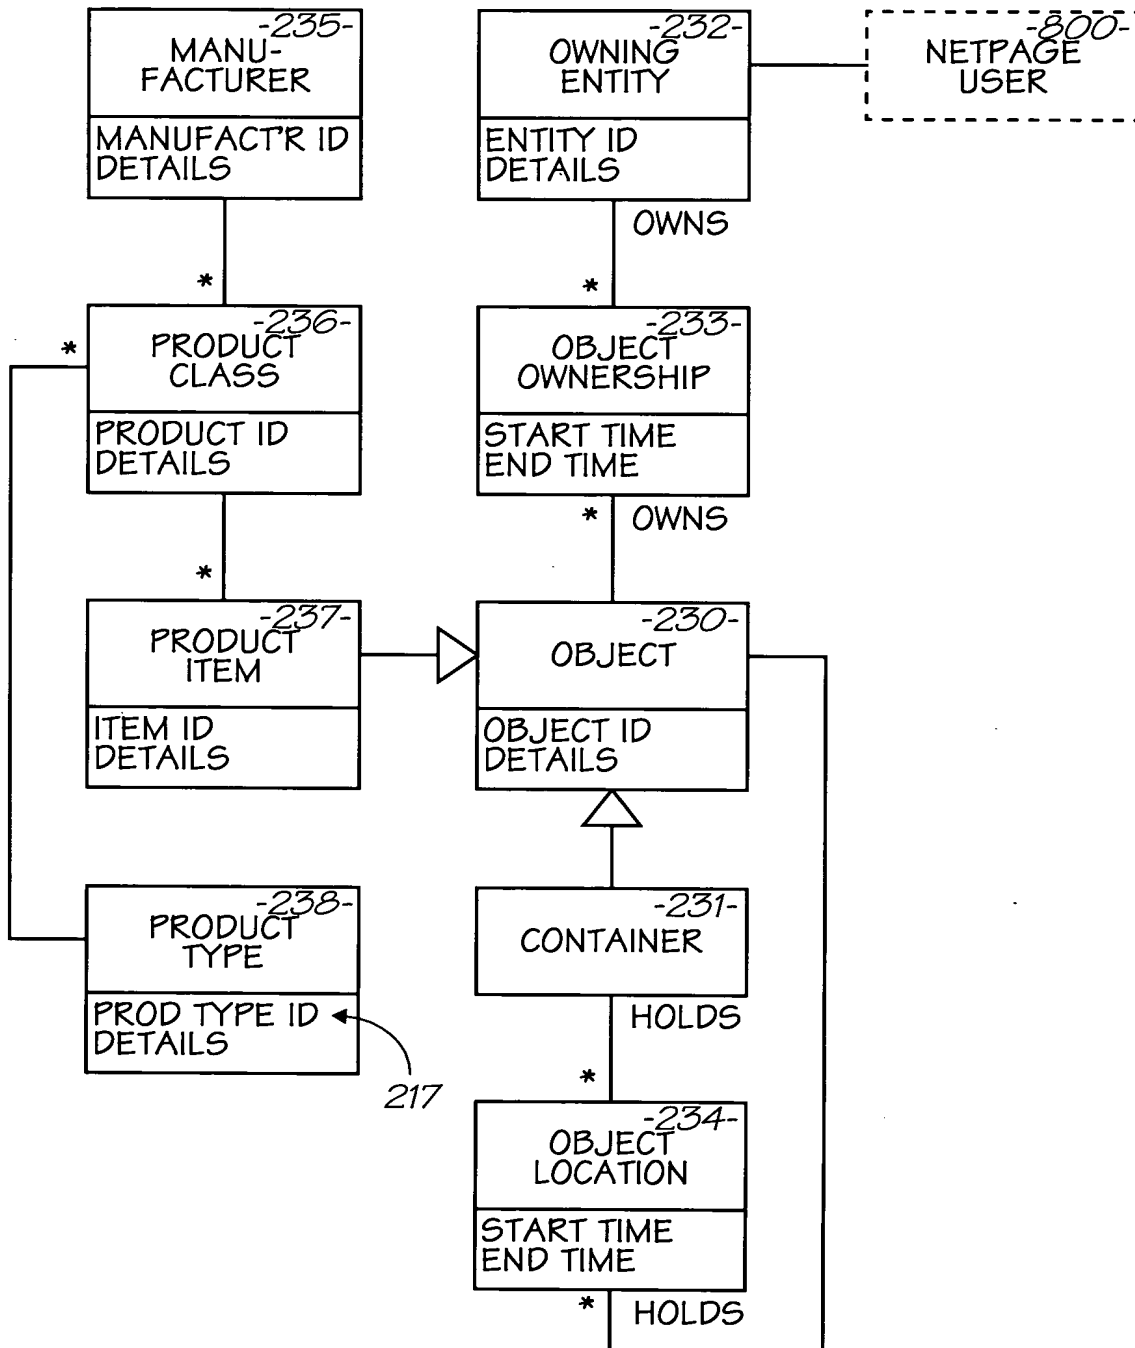 -235-
MANU-
FACTURER
MANUFACT'R ID
DETAILS
*
-236-
PRODUCT
CLASS
*
PRODUCT ID
DETAILS
*
-237-
PRODUCT
ITEM
ITEM ID
DETAILS
-238-
PRODUCT
TYPE
PROD TYPE ID
DETAILS
217
-232-
OWNING
ENTITY
ENTITY ID
DETAILS
OWNS
*
-233-
OBJECT
OWNERSHIP
START TIME
END TIME
* OWNS
-230-
OBJECT
OBJECT ID
DETAILS
-231-
CONTAINER
HOLDS
*
-234-
OBJECT
LOCATION
START TIME
END TIME
* HOLDS
-800-
NETPAGE
USER